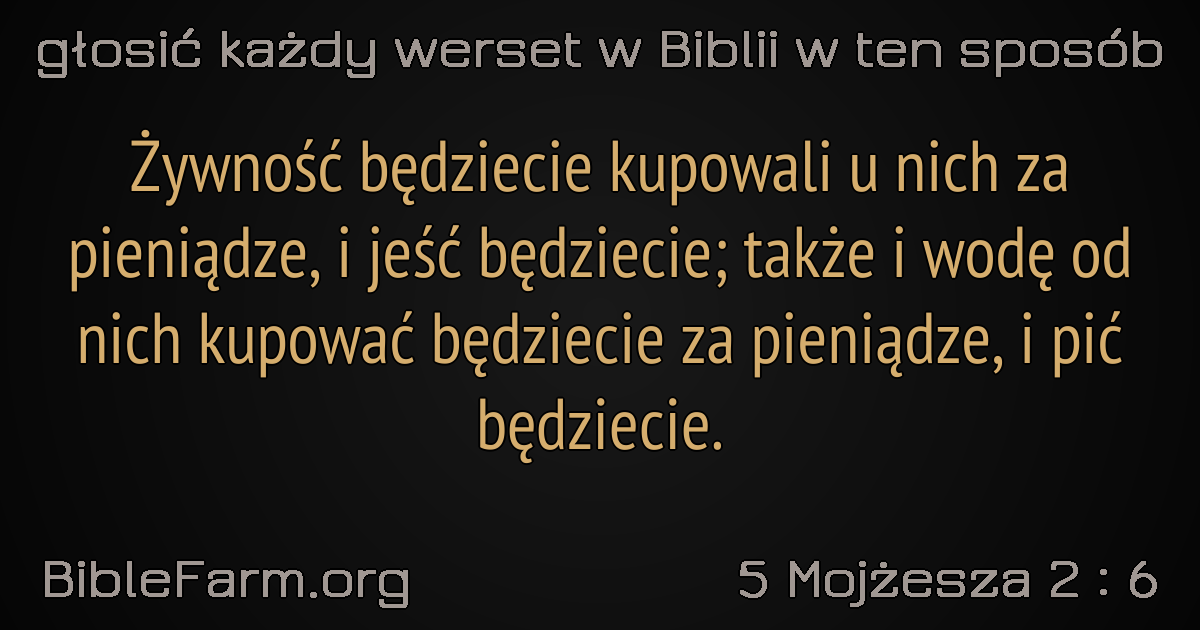 głosić każdy werset w Biblii w ten sposób
Żywność będziecie kupowali u nich za
pieniądze, i jeść będziecie; także i wodę od
nich kupować będziecie za pieniądze, i pić
będziecie.
BibleFarm.org
5 Mojżesza 2 : 6